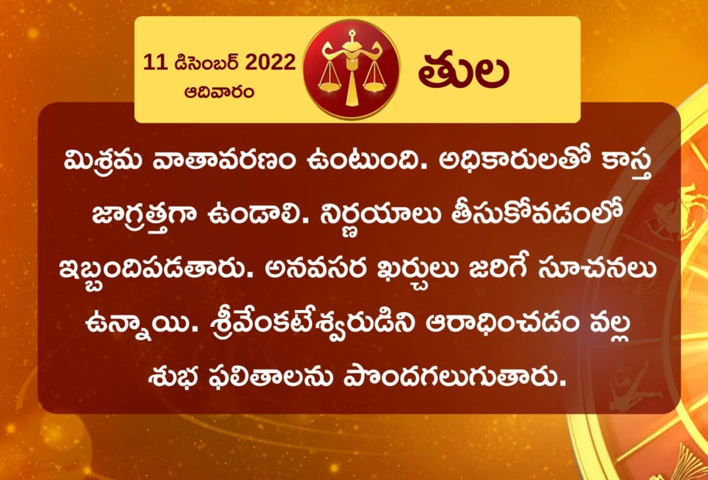 11 డిసెంబర్ 2022
ఆదివారం
తుల
మిశ్రమ వాతావరణం ఉంటుంది. అధికారులతో కాస్త
జాగ్రత్తగా ఉండాలి. నిర్ణయాలు తీసుకోవడంలో
ఇబ్బందిపడతారు. అనవసర ఖర్చులు జరిగే సూచనలు
ఉన్నాయి. శ్రీవేంకటేశ్వరుడిని ఆరాధించడం వల్ల
శుభ ఫలితాలను పొందగలుగుతారు.